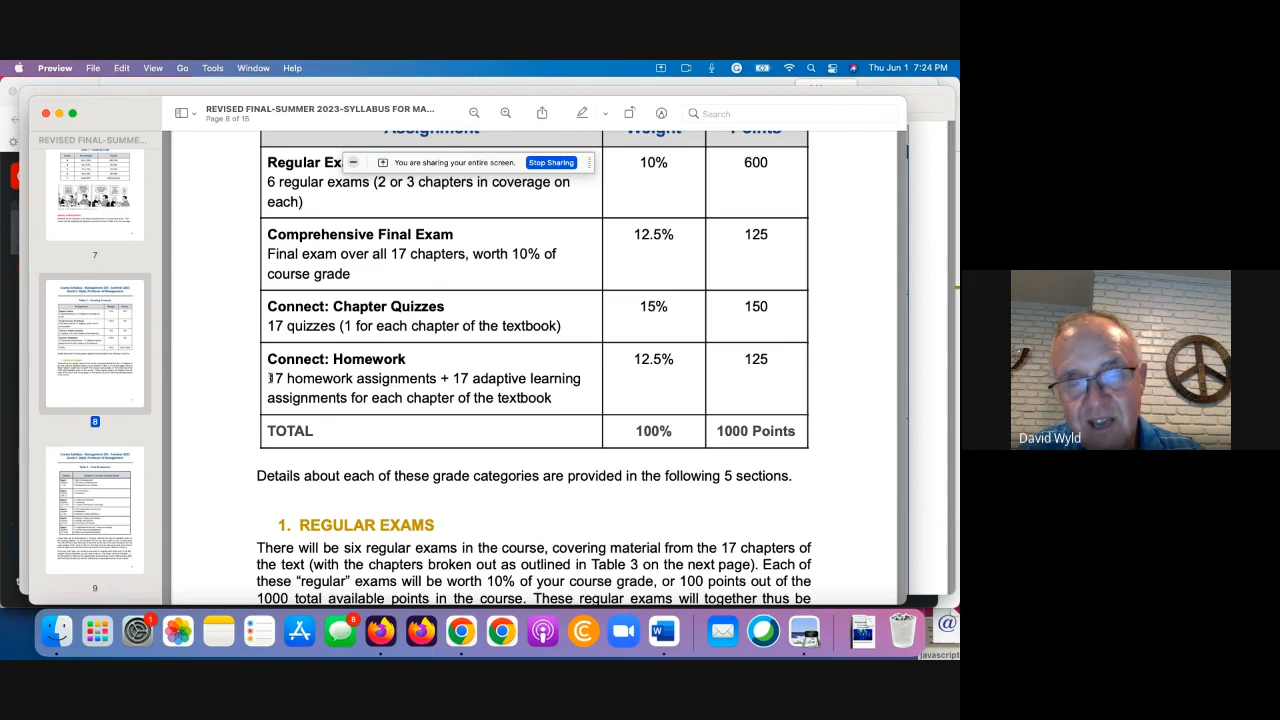 Preview File Edit View Go Tools Window Help
Thu Jun 1 7:24 PM
REVISED FINAL-SUMMER 2023-SYLLABUS FOR MA...
Page 8 of 15
Search
REVISED FINAL-SUMME...
7
8
9
Assignment Weight Points
You are sharing your entire screen. Stop Sharing
Regular Ex
6 regular exams (2 or 3 chapters in coverage on
each)
10% 600
Comprehensive Final Exam
Final exam over all 17 chapters, worth 10% of
course grade
12.5% 125
Connect: Chapter Quizzes
17 quizzes (1 for each chapter of the textbook)
15% 150
Connect: Homework
17 homework assignments + 17 adaptive learning
assignments for each chapter of the textbook
12.5% 125
TOTAL 100% 1000 Points
Details about each of these grade categories are provided in the following 5 sections.
1. REGULAR EXAMS
There will be six regular exams in the course, covering material from the 17 chapters of
the text (with the chapters broken out as outlined in Table 3 on the next page). Each of
these “regular” exams will be worth 10% of your course grade, or 100 points out of the
1000 total available points in the course. These regular exams will together thus be
1
8
javascript
David Wyld